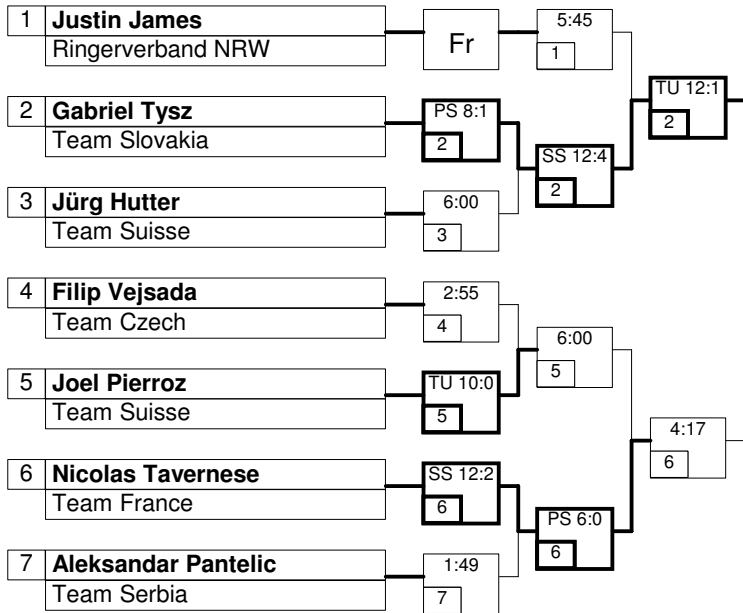 1 Justin James
Ringerverband NRW
Fr
5:45
1
TU 12:1
2
2 Gabriel Tysz
Team Slovakia
PS 8:1
2
SS 12:4
2
3 Jürg Hutter
Team Suisse
6:00
3
4 Filip Vejsada
Team Czech
2:55
4
6:00
5
5 Joel Pierroz
Team Suisse
TU 10:0
5
4:17
6
6 Nicolas Tavernese
Team France
SS 12:2
6
PS 6:0
6
7 Aleksandar Pantelic
Team Serbia
1:49
7